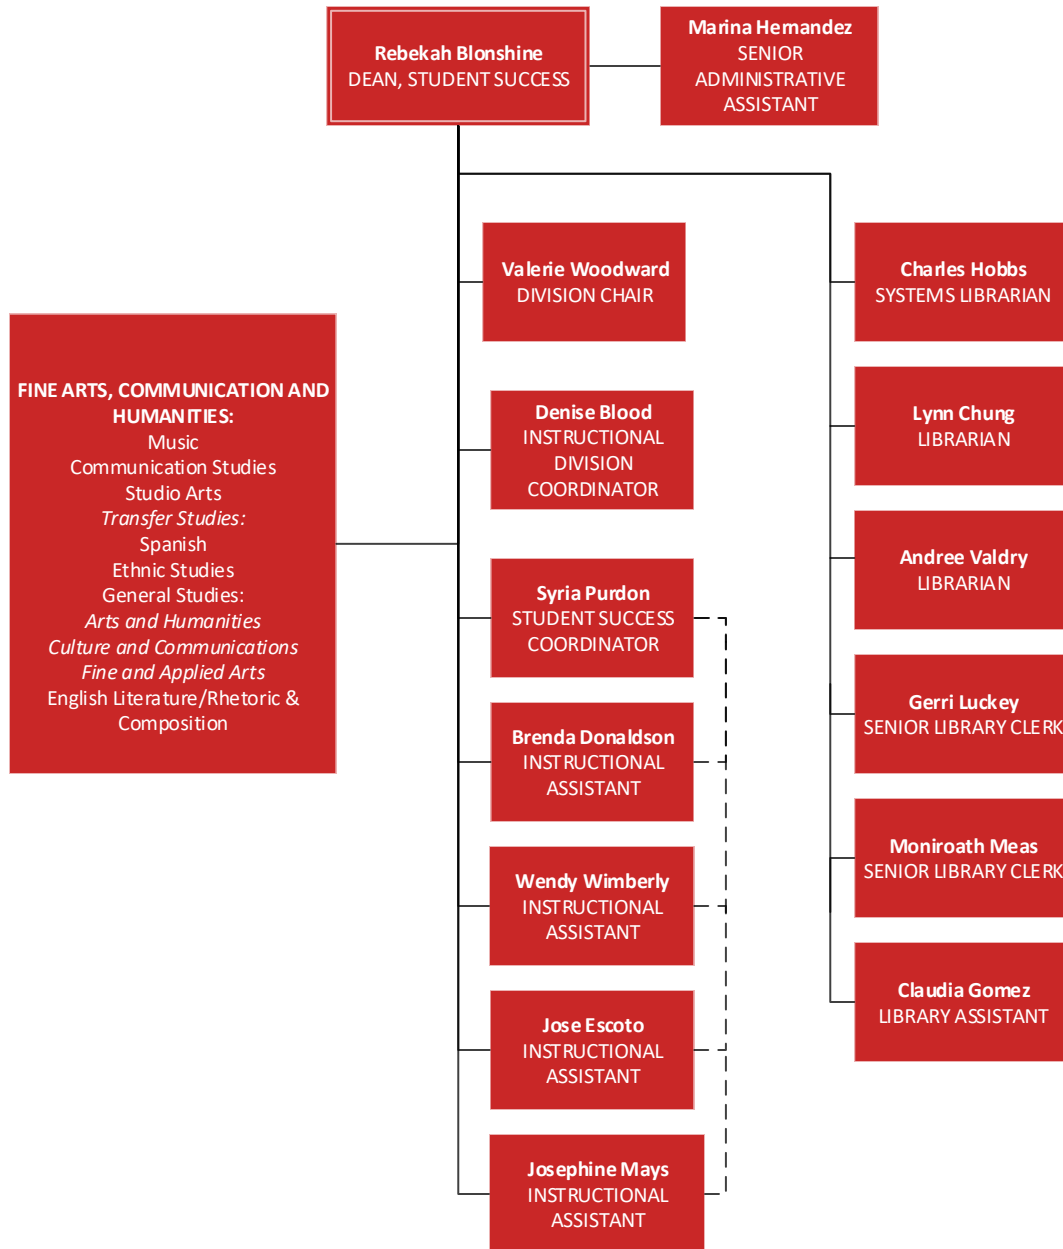 Rebekah Blonshine
DEAN, STUDENT SUCCESS
Marina Hernandez
SENIOR
ADMINISTRATIVE
ASSISTANT
FINE ARTS, COMMUNICATION AND
HUMANITIES:
Music
Communication Studies
Studio Arts
Transfer Studies:
Spanish
Ethnic Studies
General Studies:
Arts and Humanities
Culture and Communications
Fine and Applied Arts
English Literature/Rhetoric &
Composition
Valerie Woodward
DIVISION CHAIR
Denise Blood
INSTRUCTIONAL
DIVISION
COORDINATOR
Syria Purdon
STUDENT SUCCESS
COORDINATOR
Brenda Donaldson
INSTRUCTIONAL
ASSISTANT
Wendy Wimberly
INSTRUCTIONAL
ASSISTANT
Jose Escoto
INSTRUCTIONAL
ASSISTANT
Josephine Mays
INSTRUCTIONAL
ASSISTANT
Charles Hobbs
SYSTEMS LIBRARIAN
Lynn Chung
LIBRARIAN
Andree Valdry
LIBRARIAN
Gerri Luckey
SENIOR LIBRARY CLERK
Moniroath Meas
SENIOR LIBRARY CLERK
Claudia Gomez
LIBRARY ASSISTANT